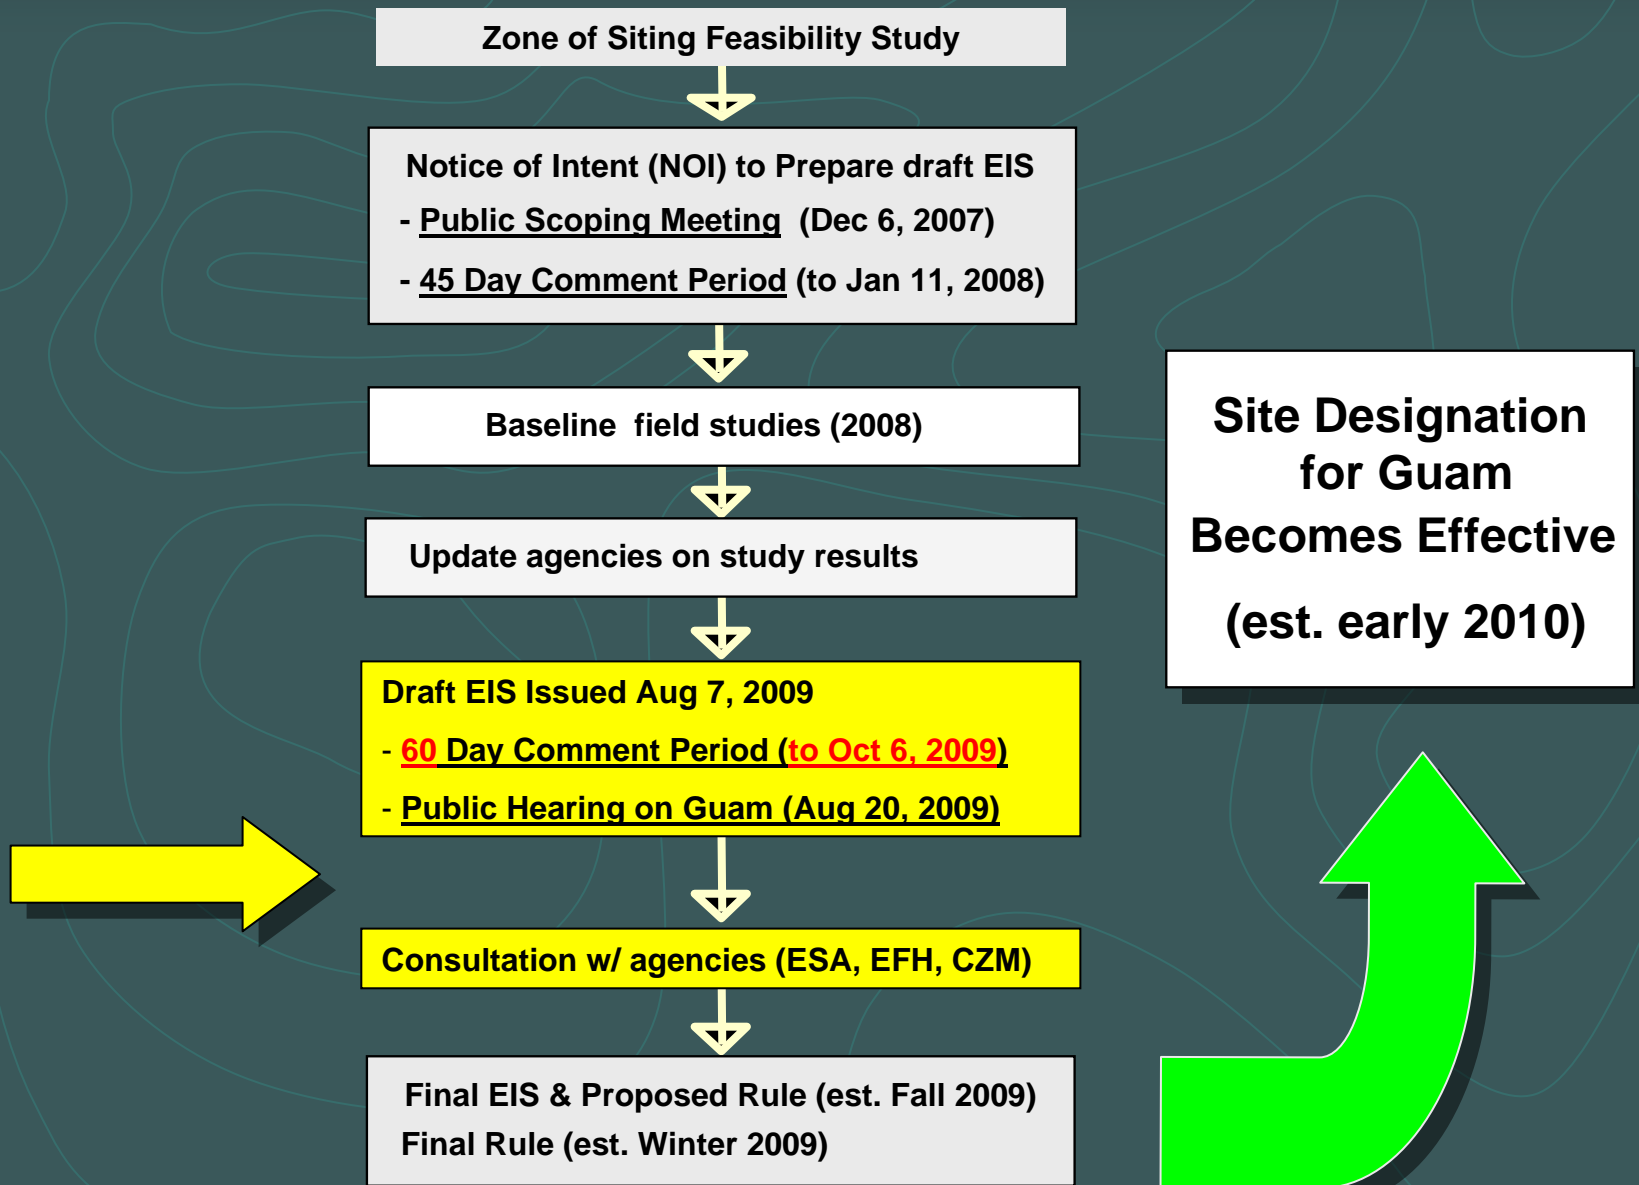 Zone of Siting Feasibility Study
Notice of Intent (NOI) to Prepare draft EIS
- Public Scoping Meeting (Dec 6, 2007)
- 45 Day Comment Period (to Jan 11, 2008)
Baseline field studies (2008)
Update agencies on study results
Draft EIS Issued Aug 7, 2009
- 60 Day Comment Period (to Oct 6, 2009)
- Public Hearing on Guam (Aug 20, 2009)
Consultation w/ agencies (ESA, EFH, CZM)
Final EIS & Proposed Rule (est. Fall 2009)
Final Rule (est. Winter 2009)
Site Designation
for Guam
Becomes Effective
(est. early 2010)